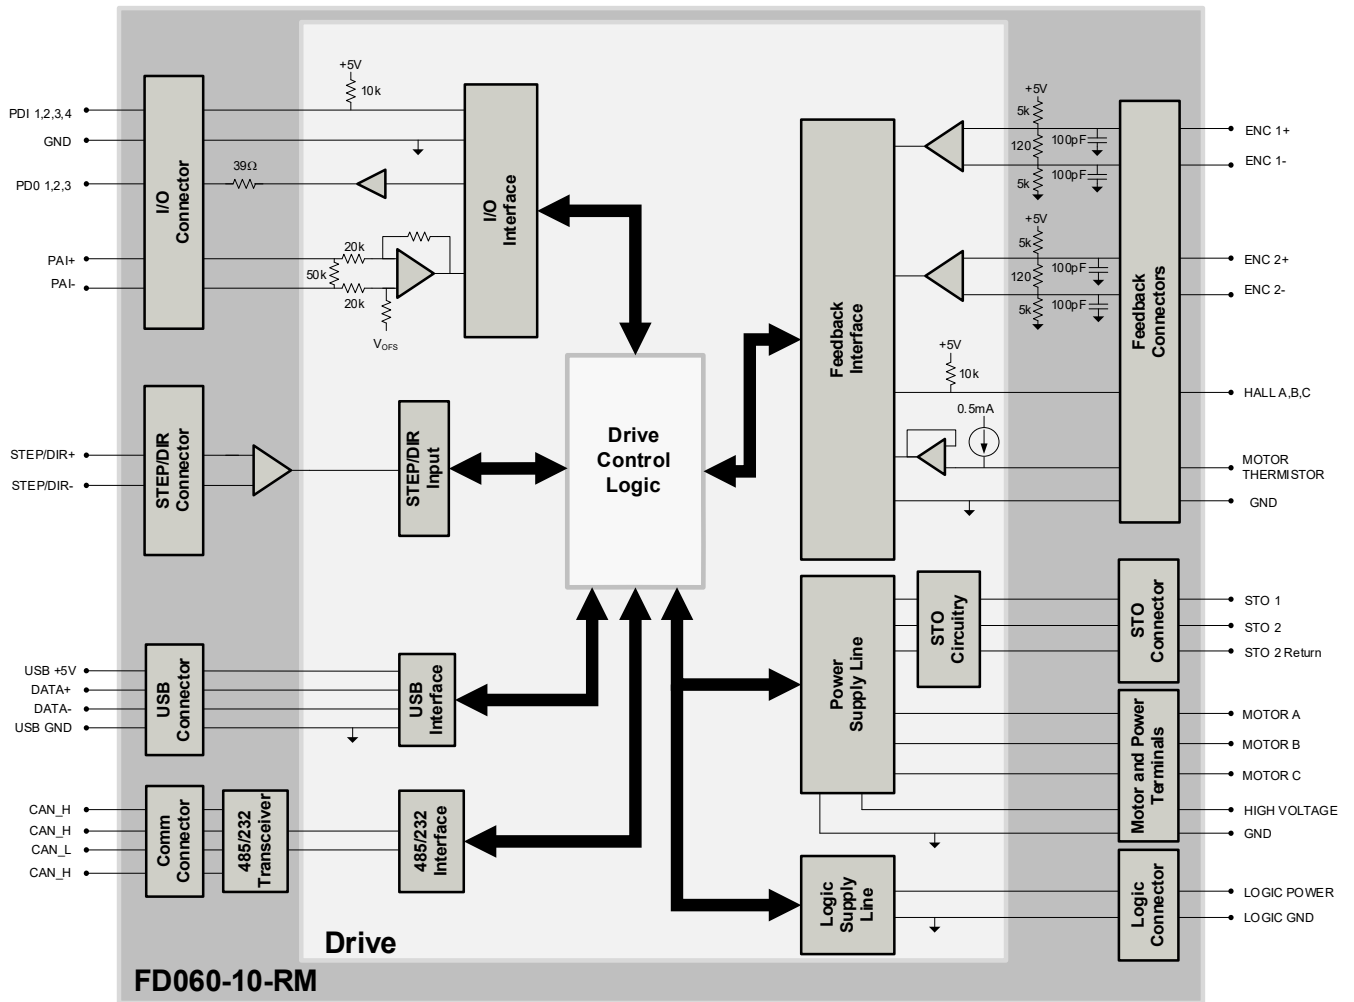 PDI 1,2,3,4
GND
PD0 1,2,3
PAI+
PAI-
I/O
Connector
+5V
10k
39Ω
20k
50k
20k
VOFS
I/O
Interface
STEP/DIR+
STEP/DIR-
STEP/DIR
Connector
STEP/DIR
Input
Drive
Control
Logic
USB +5V
DATA+
DATA-
USB GND
USB
Connector
USB
Interface
CAN_H
CAN_H
CAN_L
CAN_H
Comm
Connector
485/232
Transceiver
485/232
Interface
Feedback
Interface
+5V
5k
120
5k
100pF
100pF
+5V
5k
120
5k
100pF
100pF
+5V
10k
0.5mA
Feedback
Connectors
ENC 1+
ENC 1-
ENC 2+
ENC 2-
HALL A,B,C
MOTOR
THERMISTOR
GND
Power
Supply Line
STO
Circuitry
STO
Connector
STO 1
STO 2
STO 2 Return
Motor and Power
Terminals
MOTOR A
MOTOR B
MOTOR C
HIGH VOLTAGE
GND
Logic
Supply
Line
Logic
Connector
LOGIC POWER
LOGIC GND
Drive
FD060-10-RM